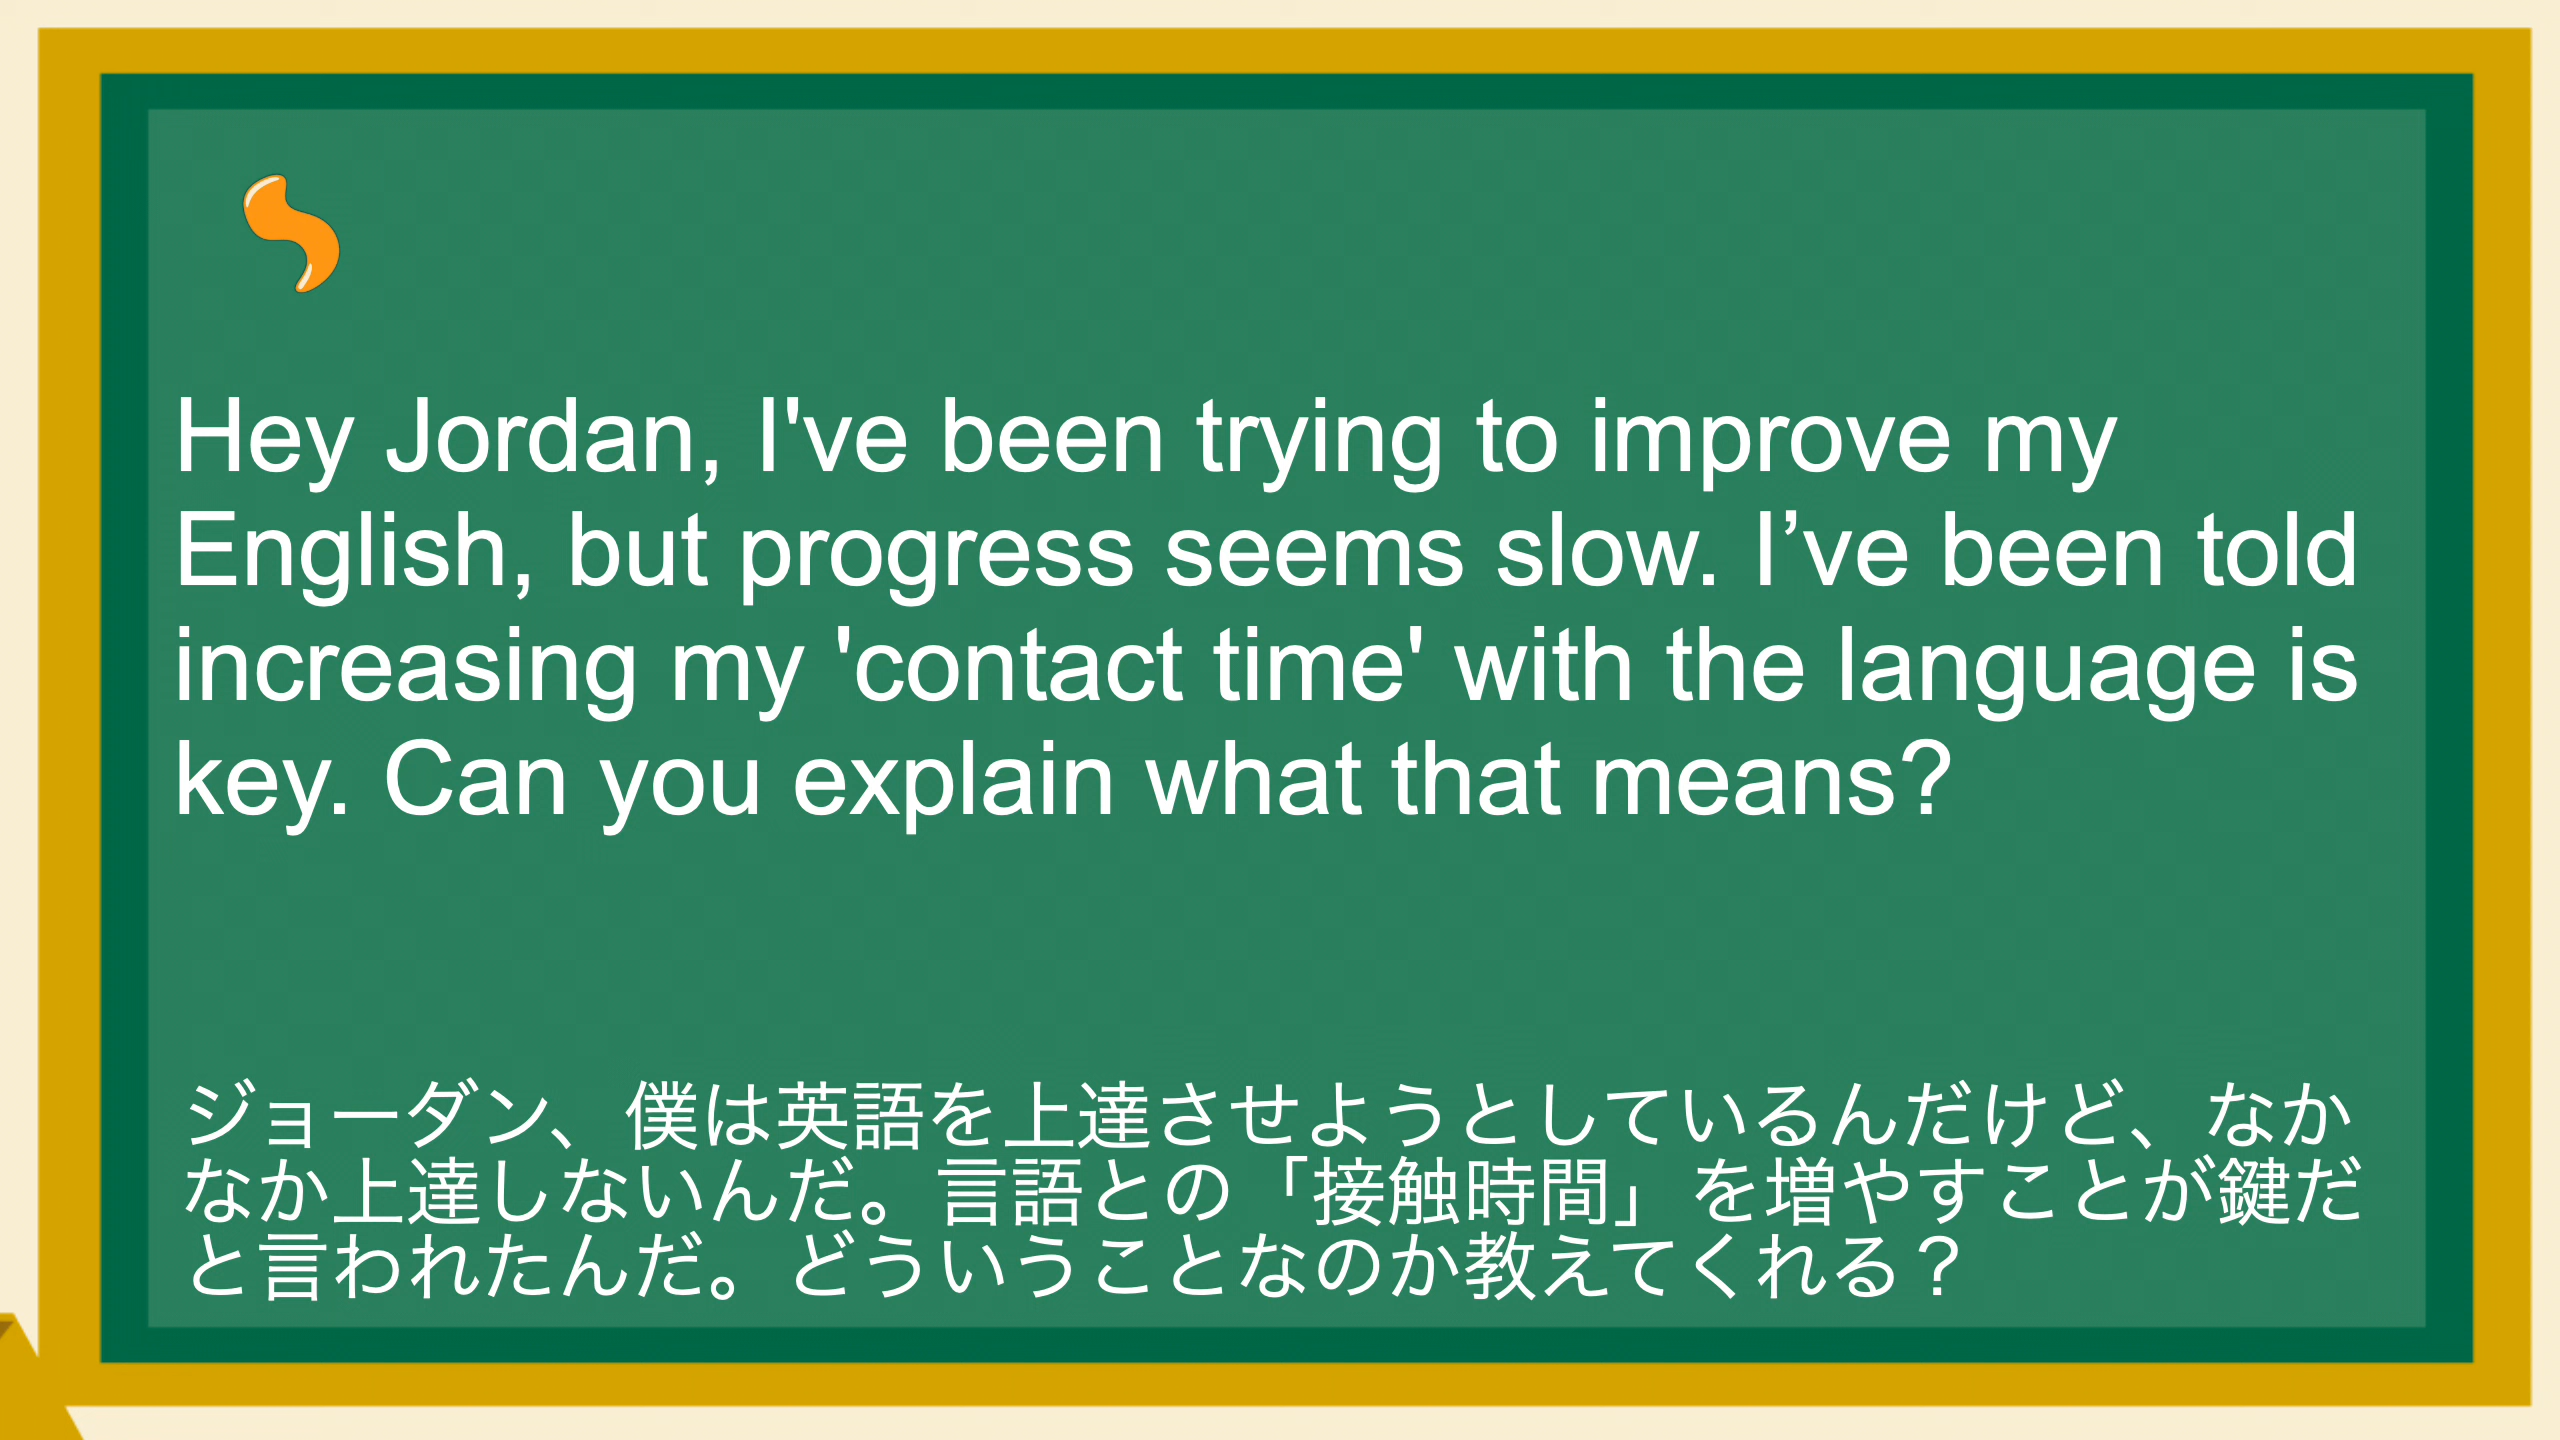 Hey Jordan, I've been trying to improve my
English, but progress seems slow. I’ve been told
increasing my 'contact time' with the language is
key. Can you explain what that means?
ジョーダン、僕は英語を上達させようとしているんだけど、なか
なか上達しないんだ。言語との「接触時間」を増やすことが鍵だ
と言われたんだ。どういうことなのか教えてくれる？